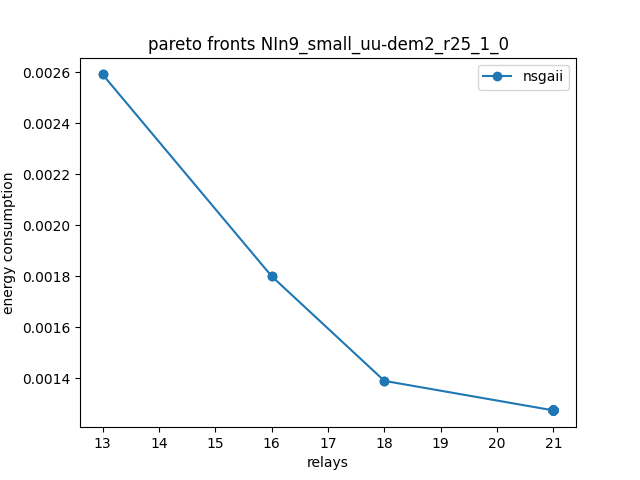 pareto fronts NIn9_small_uu-dem2_r25_1_0
nsgaii
energy consumption
0.0026
0.0024
0.0022
0.0020
0.0018
0.0016
0.0014
13 14 15 16 17 18 19 20 21
relays